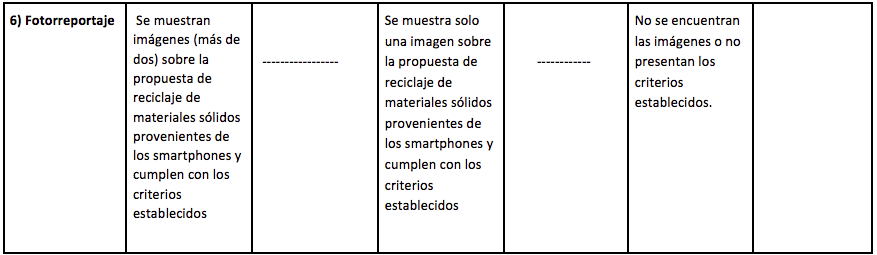 6) Fotorreportaje
Se muestran
imágenes (más de
dos) sobre la
propuesta de
reciclaje de
materiales sólidos
provenientes de
los smartphones y
cumplen con los
criterios
establecidos
-----------------
Se muestra solo
una imagen sobre
la propuesta de
reciclaje de
materiales sólidos
provenientes de
los smartphones y
cumplen con los
criterios
establecidos
------------
No se encuentran
las imágenes o no
presentan los
criterios
establecidos.